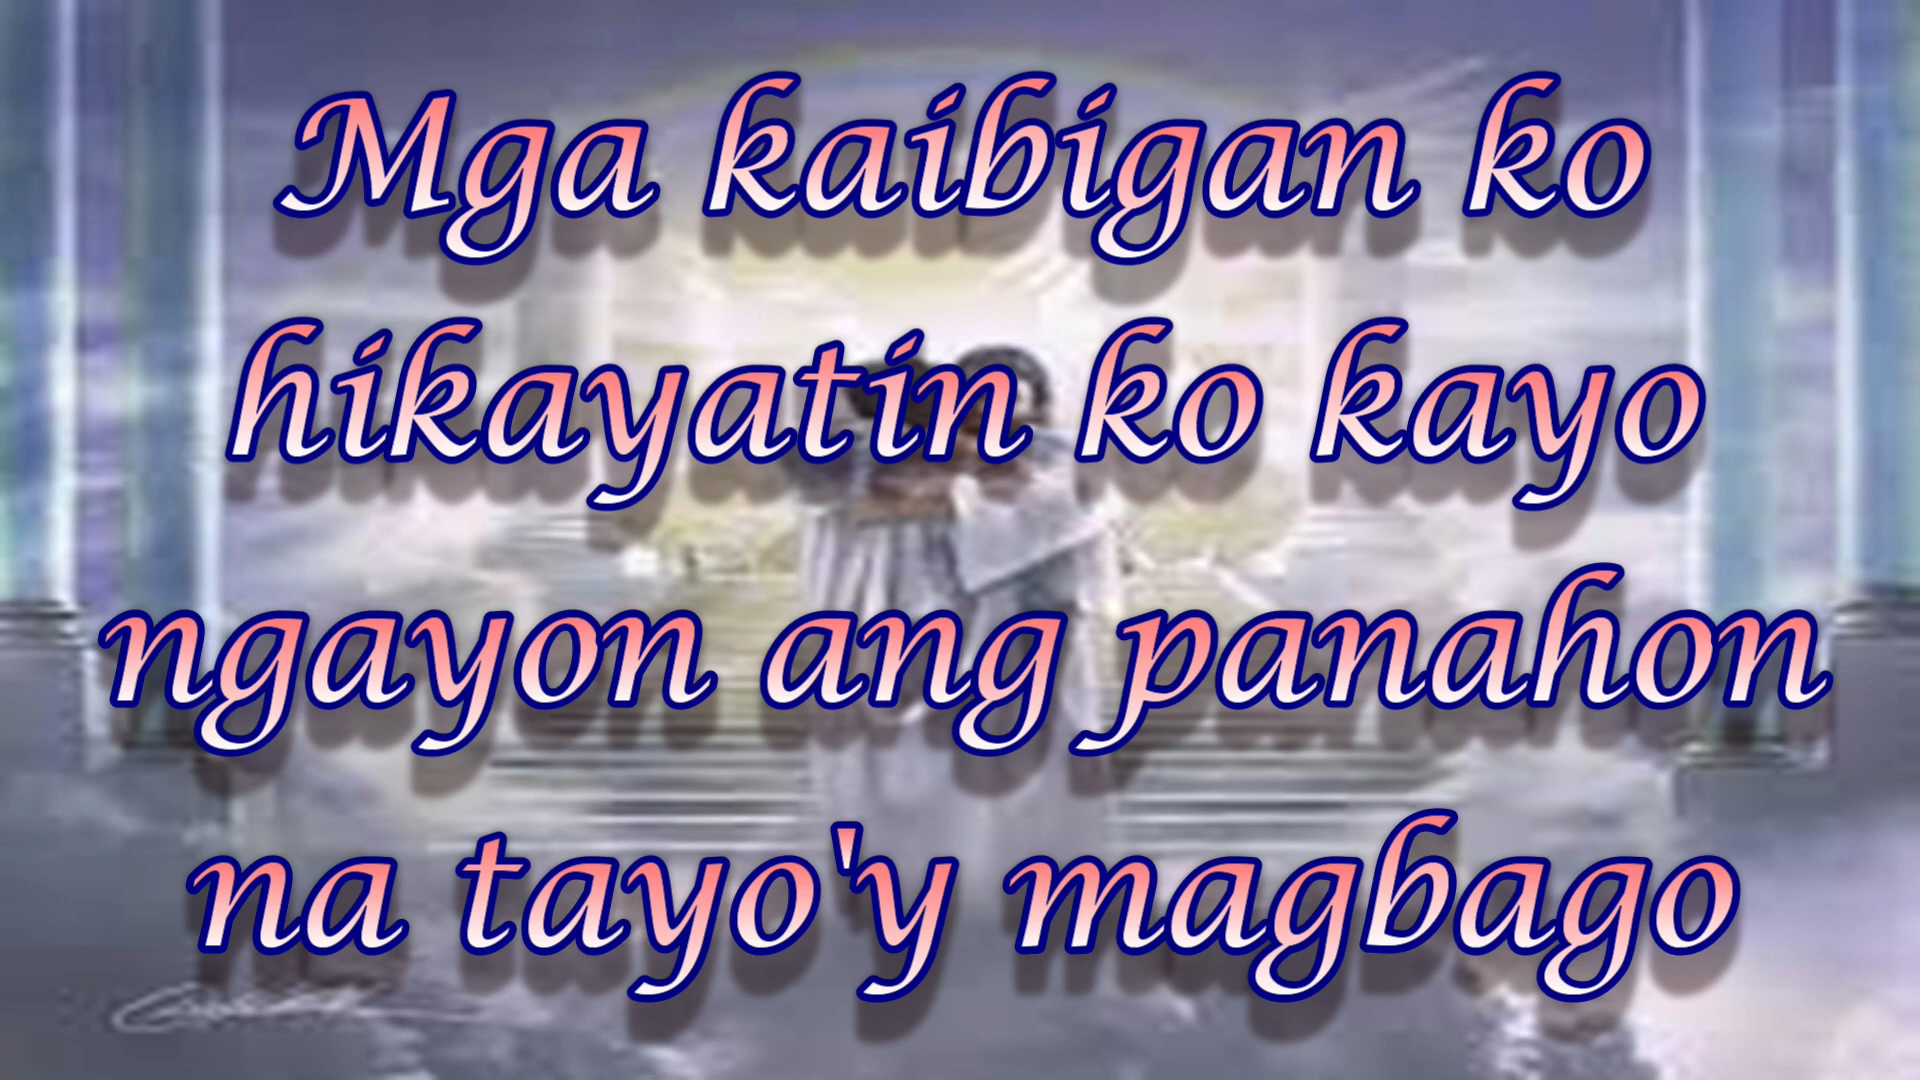 Mga kaibigan ko
hikayatin ko kayo
ngayon ang panahon
na tayo'y magbago